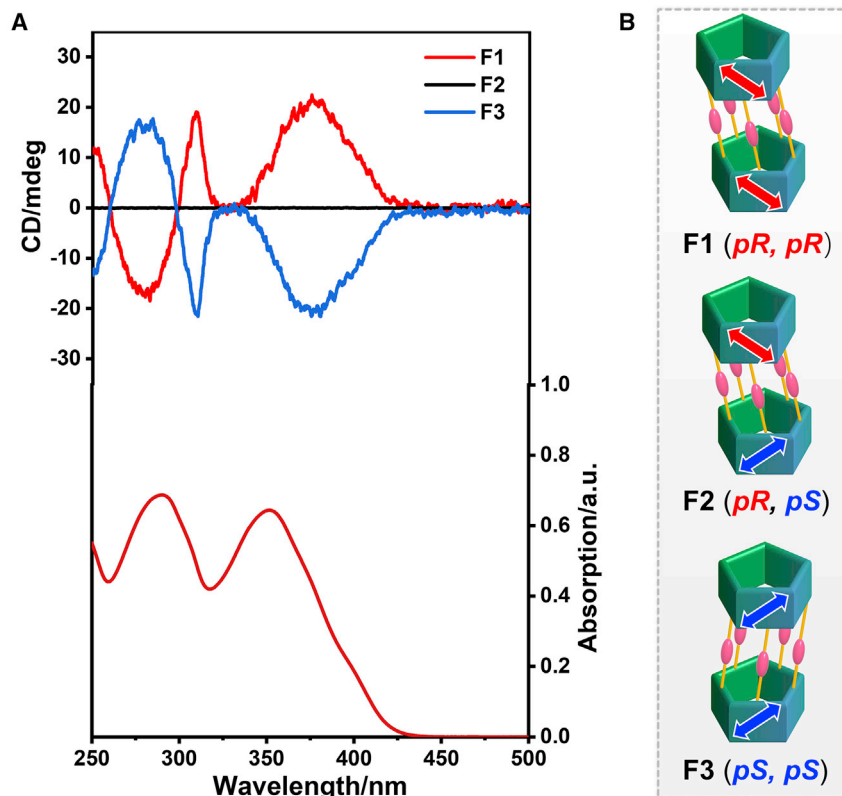 A
B
30
20
10
0
-10
-20
-30
CD/mdeg
F1
F2
F3
1.0
0.8
0.6
0.4
0.2
0.0
Absorption/a.u.
250 300 350 400 450 500
Wavelength/nm
F1 (pR, pR)
F2 (pR, pS)
F3 (pS, pS)